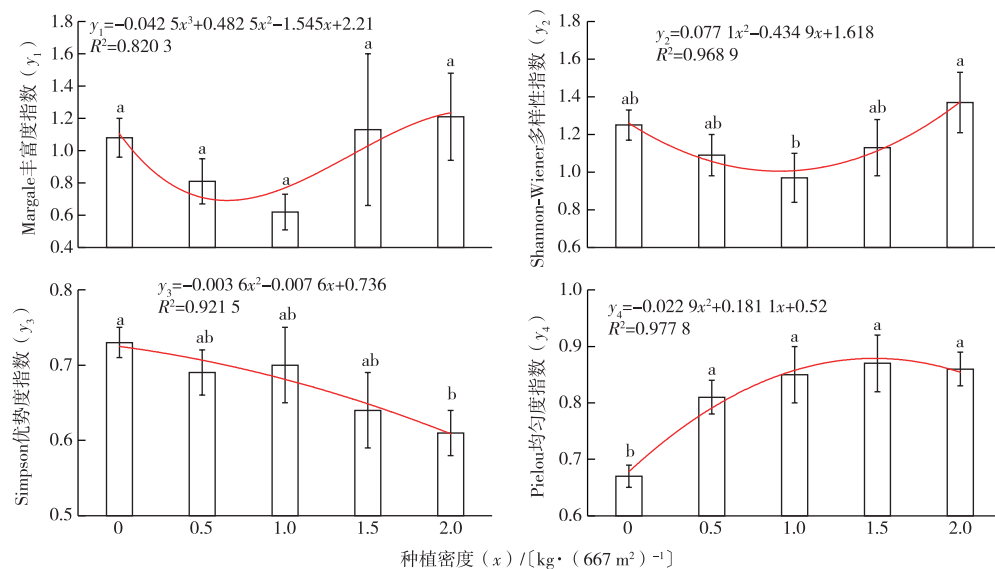 y₁=-0.042 5x³+0.482 5x²-1.545x+2.21
R²=0.820 3
Margale丰富度指数（y₁）
1.8
1.6
1.4
1.2
1.0
0.8
0.6
0.4
a
a
a
a
a
y₂=0.077 1x²-0.434 9x+1.618
R²=0.968 9
Shannon-Wiener多样性指数（y₂）
1.8
1.6
1.4
1.2
1.0
0.8
0.6
ab
ab
b
ab
a
y₃=-0.003 6x²-0.007 6x+0.736
R²=0.921 5
Simpson优势度指数（y₃）
0.8
0.7
0.6
0.5
a
ab
ab
ab
b
0 0.5 1.0 1.5 2.0
y₄=-0.022 9x²+0.181 1x+0.52
R²=0.977 8
Pielou均匀度指数（y₄）
1.0
0.9
0.8
0.7
0.6
b
a
a
a
a
0 0.5 1.0 1.5 2.0
种植密度（x）/〔kg·（667 m²）⁻¹〕